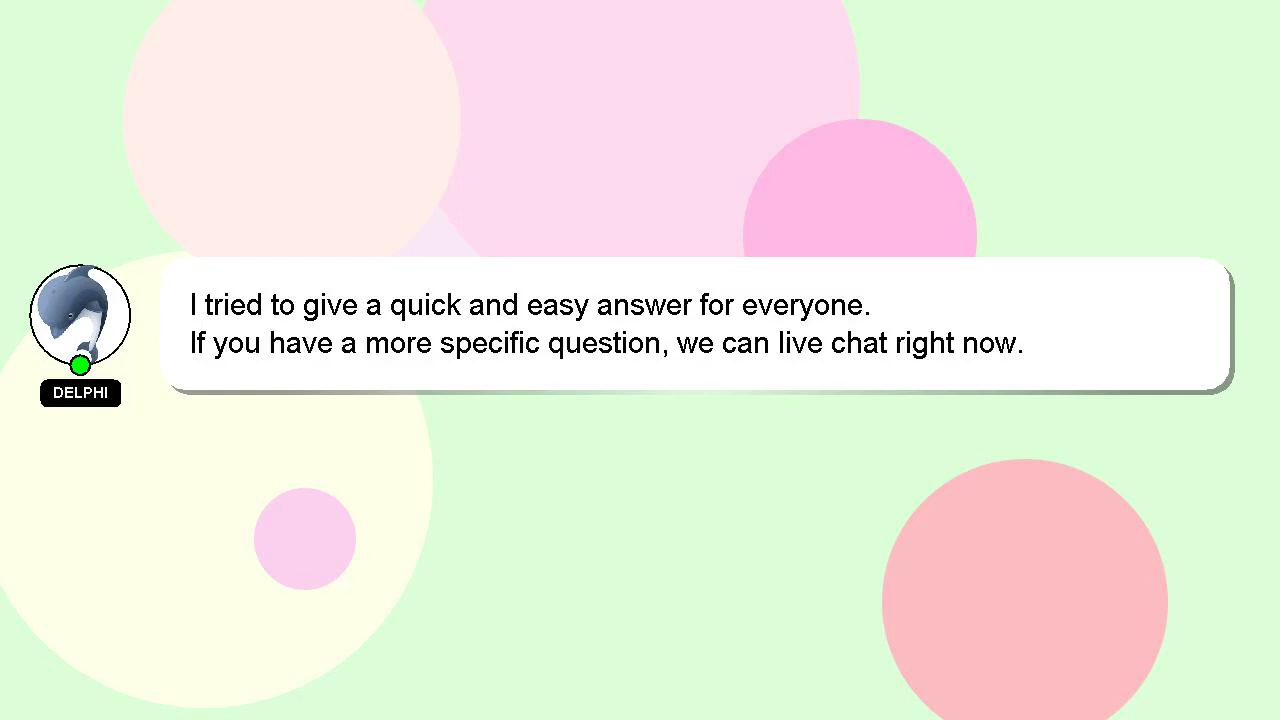 I tried to give a quick and easy answer for everyone.
If you have a more specific question, we can live chat right now.
DELPHI